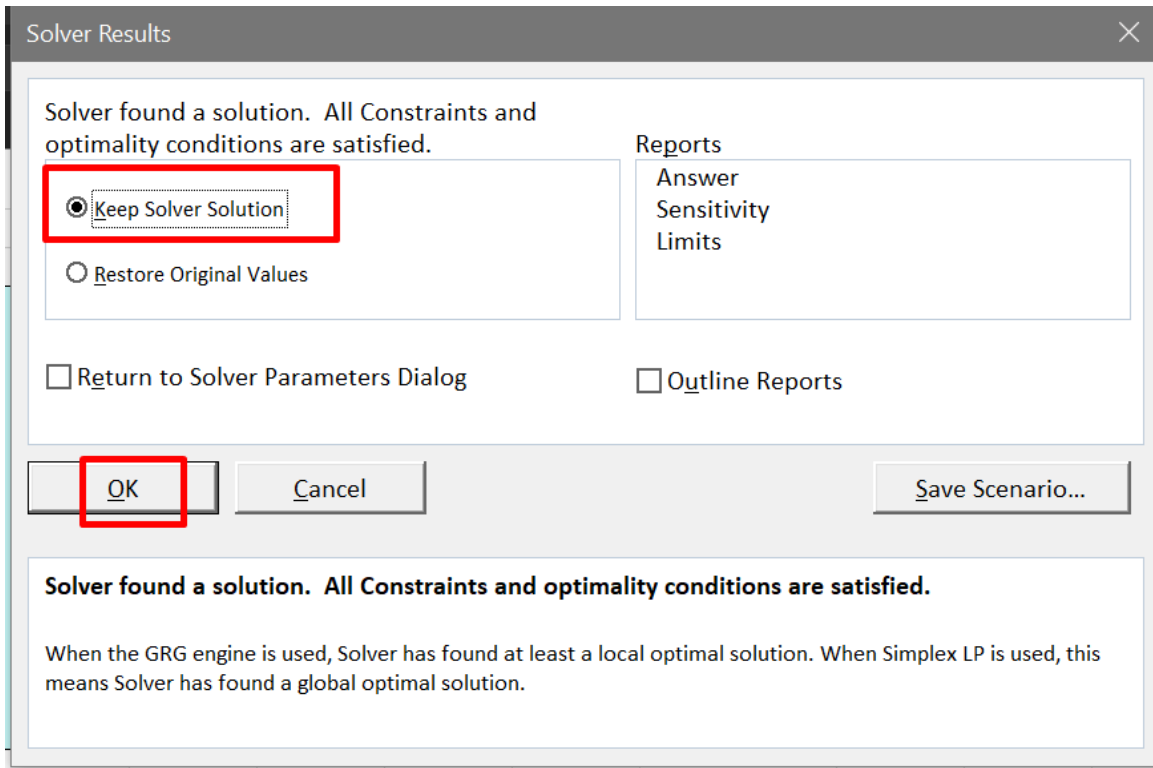 Solver Results
Solver found a solution.  All Constraints and
optimality conditions are satisfied.
Reports
Keep Solver Solution
Restore Original Values
Answer
Sensitivity
Limits
Return to Solver Parameters Dialog
Outline Reports
OK
Cancel
Save Scenario...
Solver found a solution.  All Constraints and optimality conditions are satisfied.
When the GRG engine is used, Solver has found at least a local optimal solution. When Simplex LP is used, this
means Solver has found a global optimal solution.